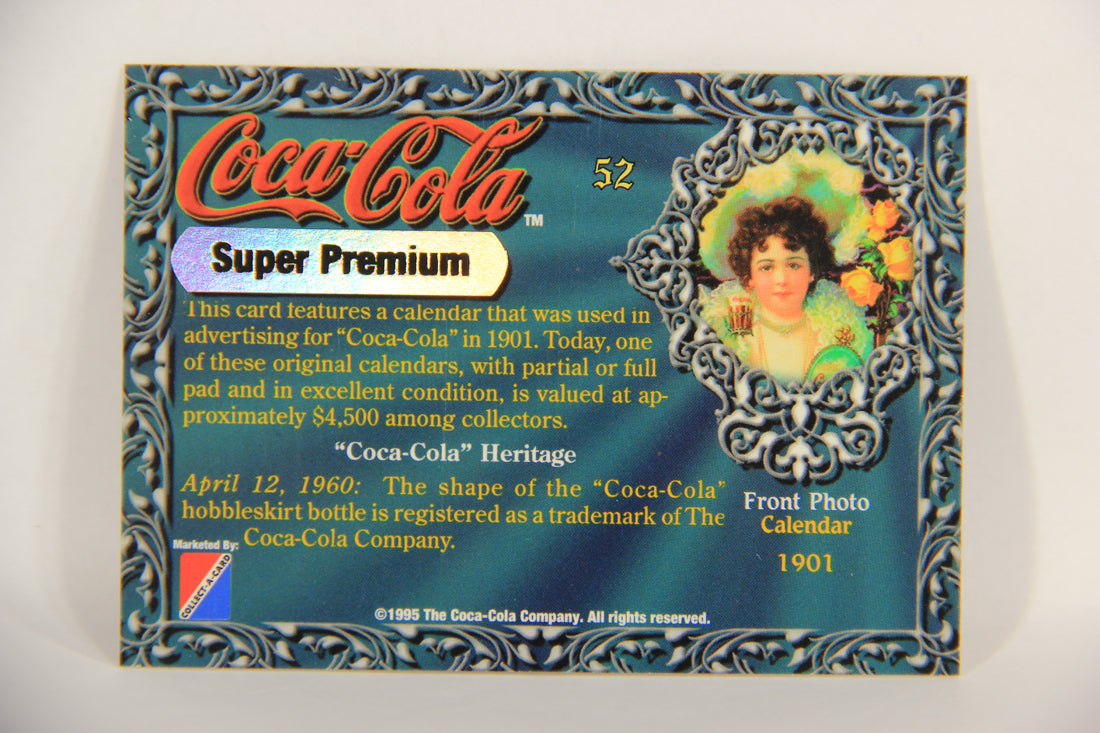 Coca-Cola TM
52
Super Premium
This card features a calendar that was used in
advertising for “Coca-Cola” in 1901. Today, one
of these original calendars, with partial or full
pad and in excellent condition, is valued at ap-
proximately $4,500 among collectors.
“Coca-Cola” Heritage
April 12, 1960: The shape of the “Coca-Cola”
hobbleskirt bottle is registered as a trademark of The
Coca-Cola Company.
Front Photo
Calendar
1901
Marketed By:
COLLECT-A-CARD
©1995 The Coca-Cola Company. All rights reserved.